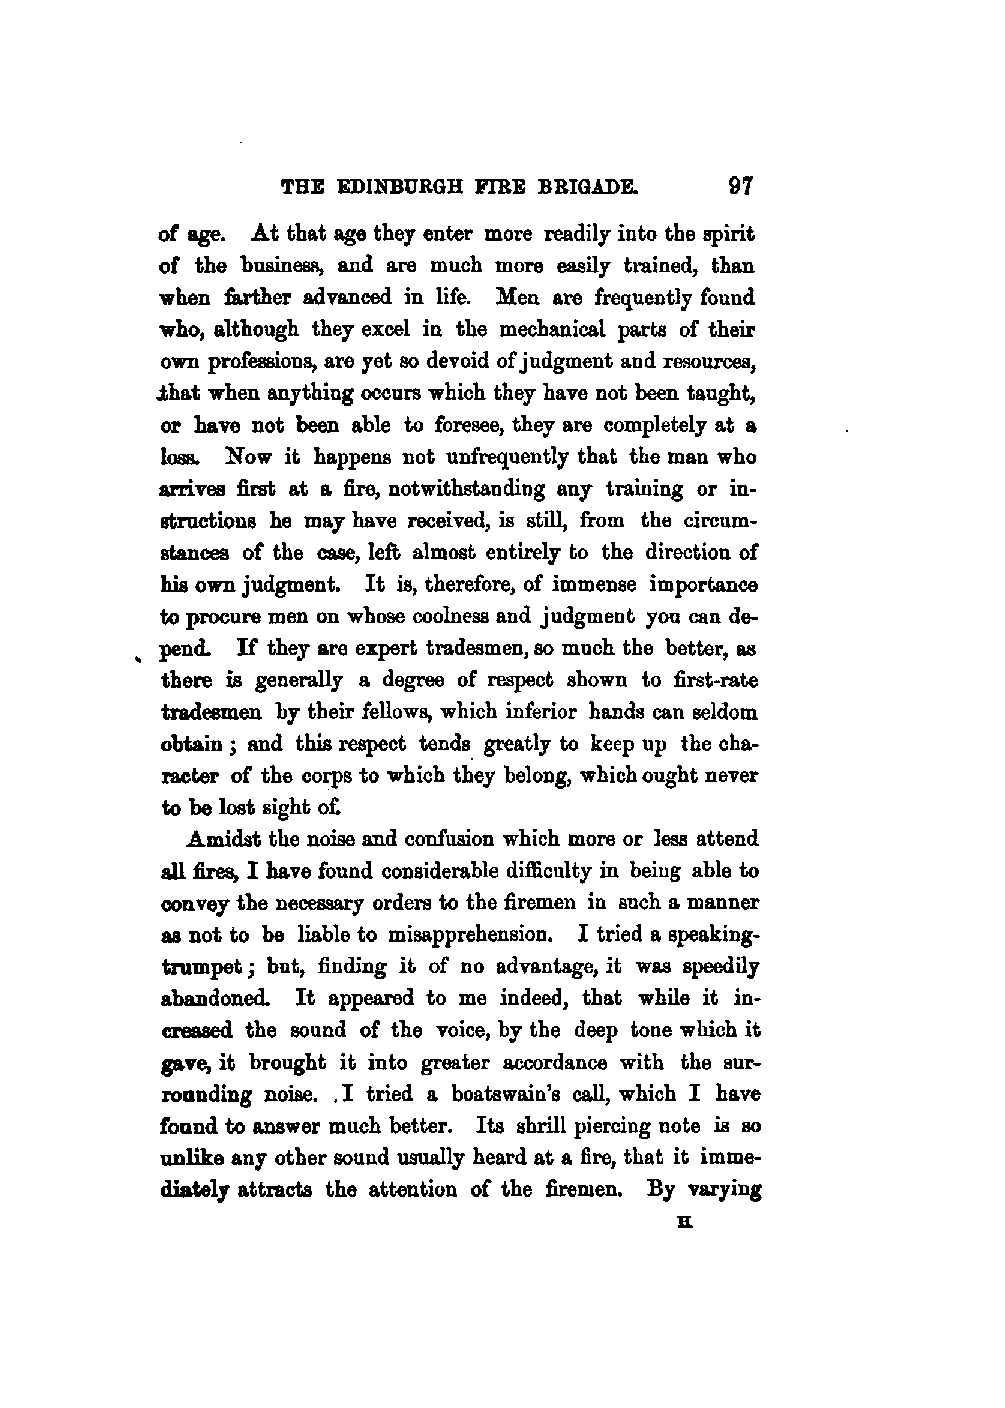 THE EDINBURGH FIRE BRIGADE. 97
of age. At that age they enter more readily into the spirit
of the business, and are much more easily trained, than
when farther advanced in life. Men are frequently found
who, although they excel in the mechanical parts of their
own professions, are yet so devoid of judgment and resources,
that when anything occurs which they have not been taught,
or have not been able to foresee, they are completely at a
loss. Now it happens not unfrequently that the man who
arrives first at a fire, notwithstanding any training or in-
structions he may have received, is still, from the circum-
stances of the case, left almost entirely to the direction of
his own judgment. It is, therefore, of immense importance
to procure men on whose coolness and judgment you can de-
pend. If they are expert tradesmen, so much the better, as
there is generally a degree of respect shown to first-rate
tradesmen by their fellows, which inferior hands can seldom
obtain; and this respect tends greatly to keep up the cha-
racter of the corps to which they belong, which ought never
to be lost sight of.
Amidst the noise and confusion which more or less attend
all fires, I have found considerable difficulty in being able to
convey the necessary orders to the firemen in such a manner
as not to be liable to misapprehension. I tried a speaking-
trumpet; but, finding it of no advantage, it was speedily
abandoned. It appeared to me indeed, that while it in-
creased the sound of the voice, by the deep tone which it
gave, it brought it into greater accordance with the sur-
rounding noise. I tried a boatswain's call, which I have
found to answer much better. Its shrill piercing note is so
unlike any other sound usually heard at a fire, that it imme-
diately attracts the attention of the firemen. By varying
H